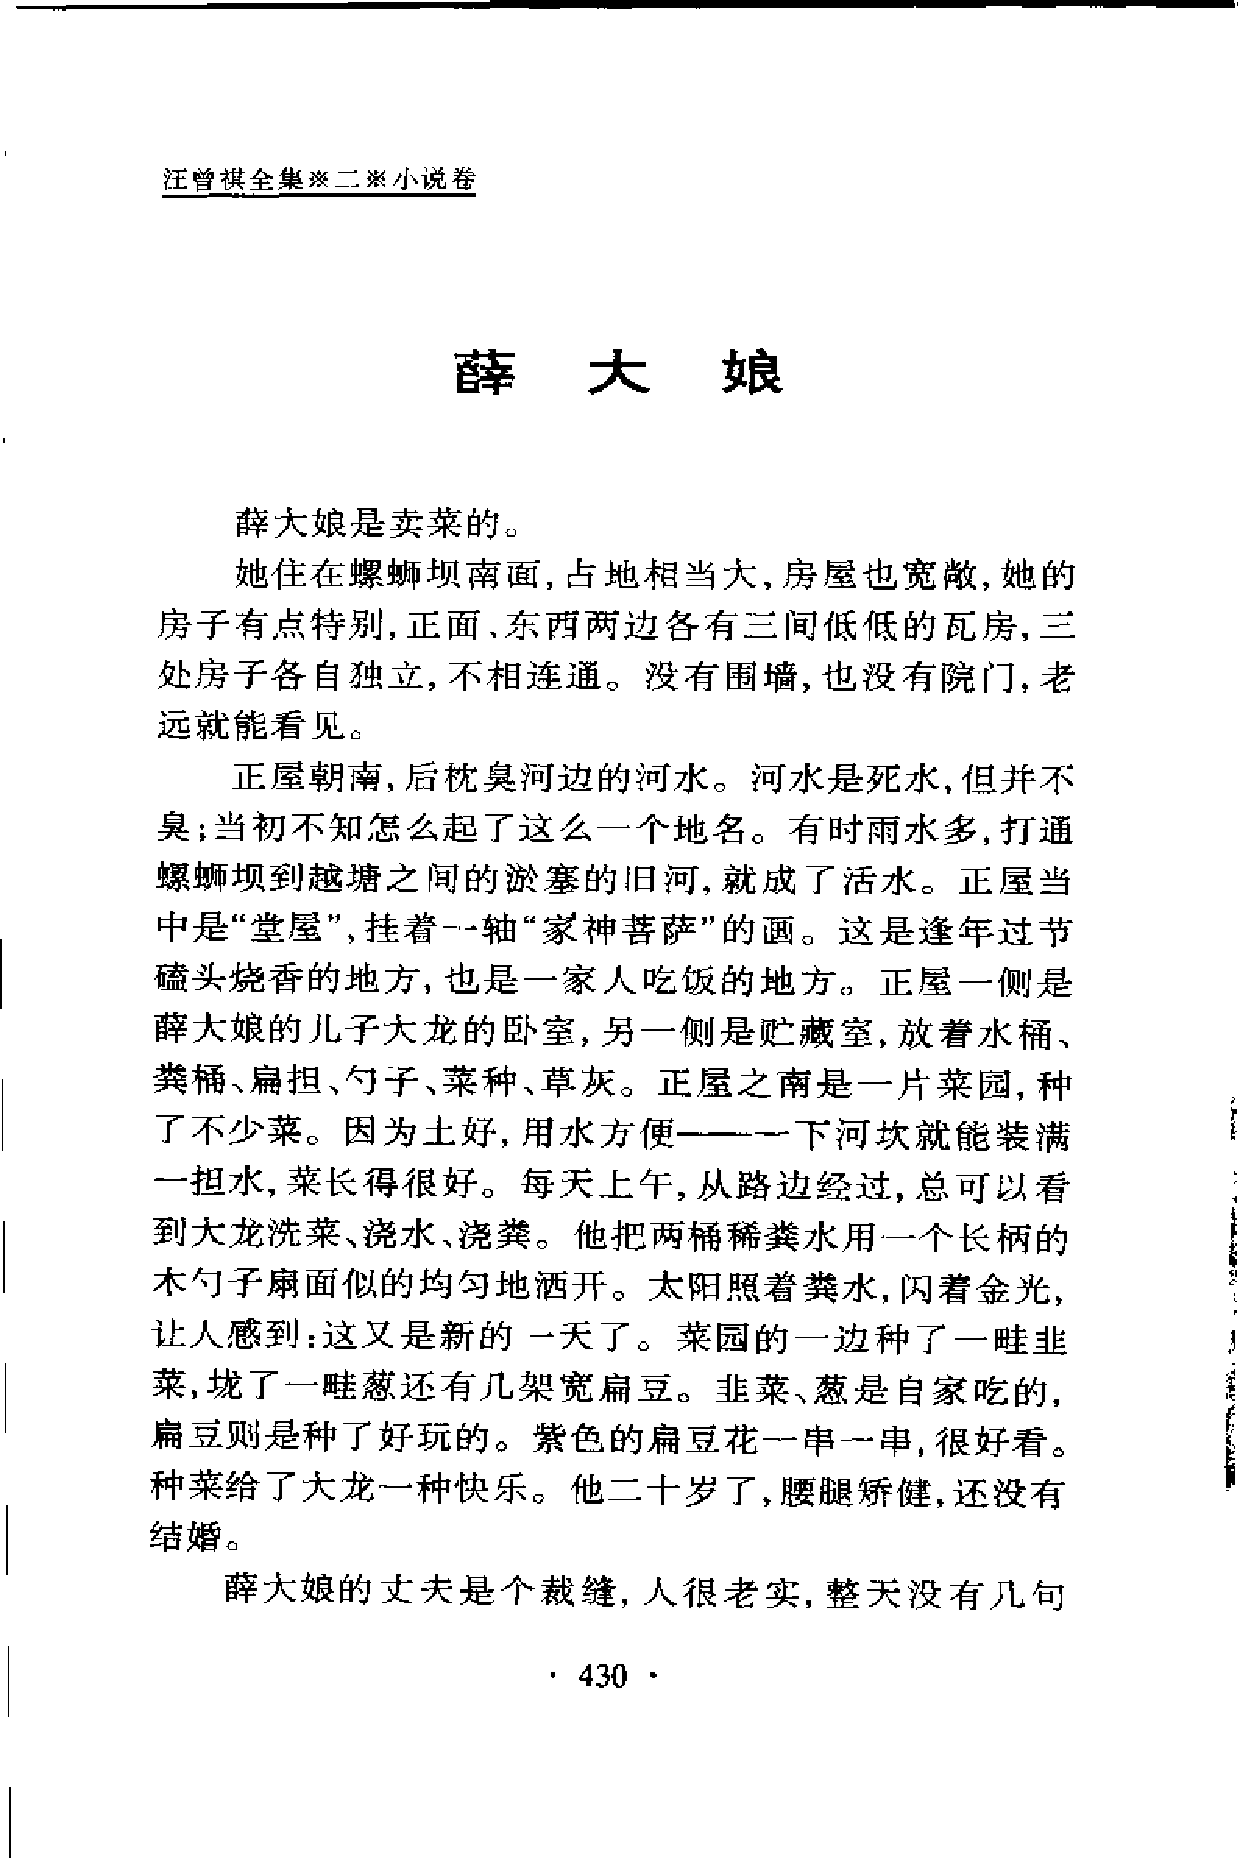 汪曾祺全集※二※小说卷
薛大娘
薛大娘是卖菜的。
她住在螺蛳坝南面,占地相当大,房屋也宽敞,她的
房子有点特别,正面、东西两边各有三间低低的瓦房,三
处房子各自独立,不相连通。没有围墙,也没有院门,老
远就能看见。
正屋朝南,后枕臭河边的河水。河水是死水,但并不
臭;当初不知怎么起了这么一个地名。有时雨水多,打通
螺蛳坝到越塘之间的淤塞的旧河,就成了活水。正屋当
中是“堂屋”,挂着一轴“家神菩萨”的画。这是逢年过节
磕头烧香的地方,也是一家人吃饭的地方。正屋一侧是
薛大娘的儿子大龙的卧室,另一侧是贮藏室,放着水桶、
粪桶、扁担、勺子、菜种、草灰。正屋之南是一片菜园,种
了不少菜。因为土好,用水方便——一下河坎就能装满
一担水,菜长得很好。每天上午,从路边经过,总可以看
到大龙洗菜、浇水、浇粪。他把两桶稀粪水用一个长柄的
木勺子扇面似的均匀地洒开。太阳照着粪水,闪着金光,
让人感到:这又是新的一天了。菜园的一边种了一畦韭
菜,垅了一畦葱还有几架宽扁豆。韭菜、葱是自家吃的,
扁豆则是种了好玩的。紫色的扁豆花一串一串,很好看。
种菜给了大龙一种快乐。他二十岁了,腰腿矫健,还没有
结婚。
薛大娘的丈夫是个裁缝,人很老实,整天没有几句
· 430 ·